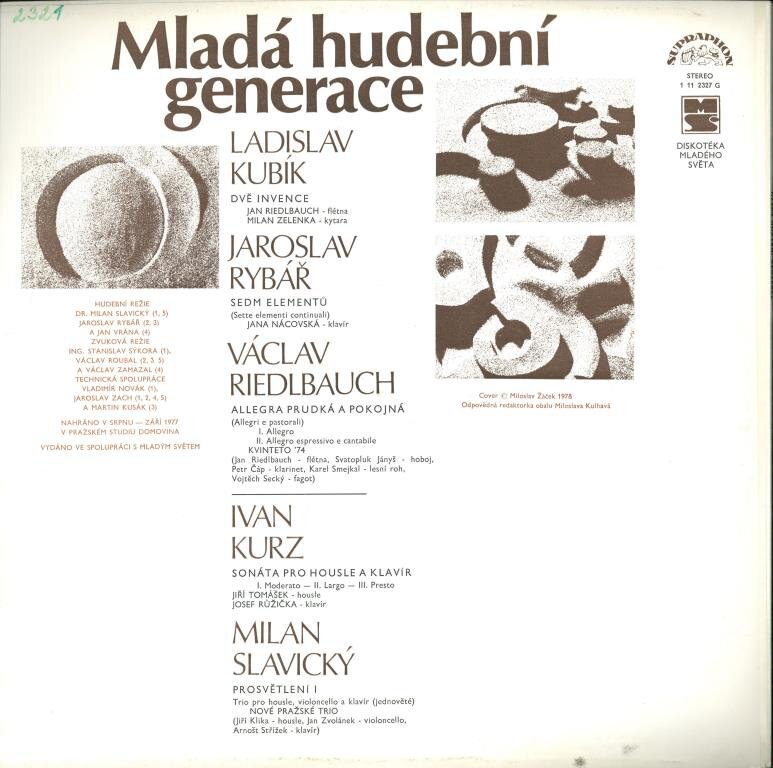 2321
Mladá hudební
generace
SUPRAPHON
STEREO
1 11 2327 G
MS
DISKOTÉKA
MLADÉHO
SVĚTA
LADISLAV
KUBÍK
DVĚ INVENCE
JAN RIEDLBAUCH - flétna
MILAN ZELENKA - kytara
JAROSLAV
RYBÁŘ
SEDM ELEMENTŮ
(Sette elementi continuali)
JANA NÁCOVSKÁ - klavír
VÁCLAV
RIEDLBAUCH
ALLEGRA PRUDKÁ A POKOJNÁ
(Allegri e pastorali)
I. Allegro
II. Allegro espressivo e cantabile
KVINTETO '74
(Jan Riedlbauch - flétna, Svatopluk Jányš - hoboj,
Petr Čáp - klarinet, Karel Smejkal - lesní roh,
Vojtěch Secký - fagot)
IVAN
KURZ
SONÁTA PRO HOUSLE A KLAVÍR
I. Moderato — II. Largo — III. Presto
JIŘÍ TOMÁŠEK - housle
JOSEF RŮŽIČKA - klavír
MILAN
SLAVICKÝ
PROSVĚTLENÍ I
Trio pro housle, violoncello a klavír (jednověté)
NOVÉ PRAŽSKÉ TRIO
(Jiří Klika - housle, Jan Zvolánek - violoncello,
Arnošt Střížek - klavír)
HUDEBNÍ REŽIE
DR. MILAN SLAVICKÝ (1, 5)
JAROSLAV RYBÁŘ (2, 3)
A JAN VRÁNA (4)
ZVUKOVÁ REŽIE
ING. STANISLAV SÝKORA (1),
VÁCLAV ROUBAL (2, 3 5)
A VÁCLAV ZAMAZAL (4)
TECHNICKÁ SPOLUPRÁCE
VLADIMÍR NOVÁK (1),
JAROSLAV ZACH (1, 2, 4, 5)
A MARTIN KUSÁK (3)
NAHRÁNO V SRPNU — ZÁŘÍ 1977
V PRAŽSKÉM STUDIU DOMOVINA
VYDÁNO VE SPOLUPRÁCI S MLADÝM SVĚTEM
Cover © Miloslav Žáček 1978
Odpovědná redaktorka obalu Miloslava Kulhavá